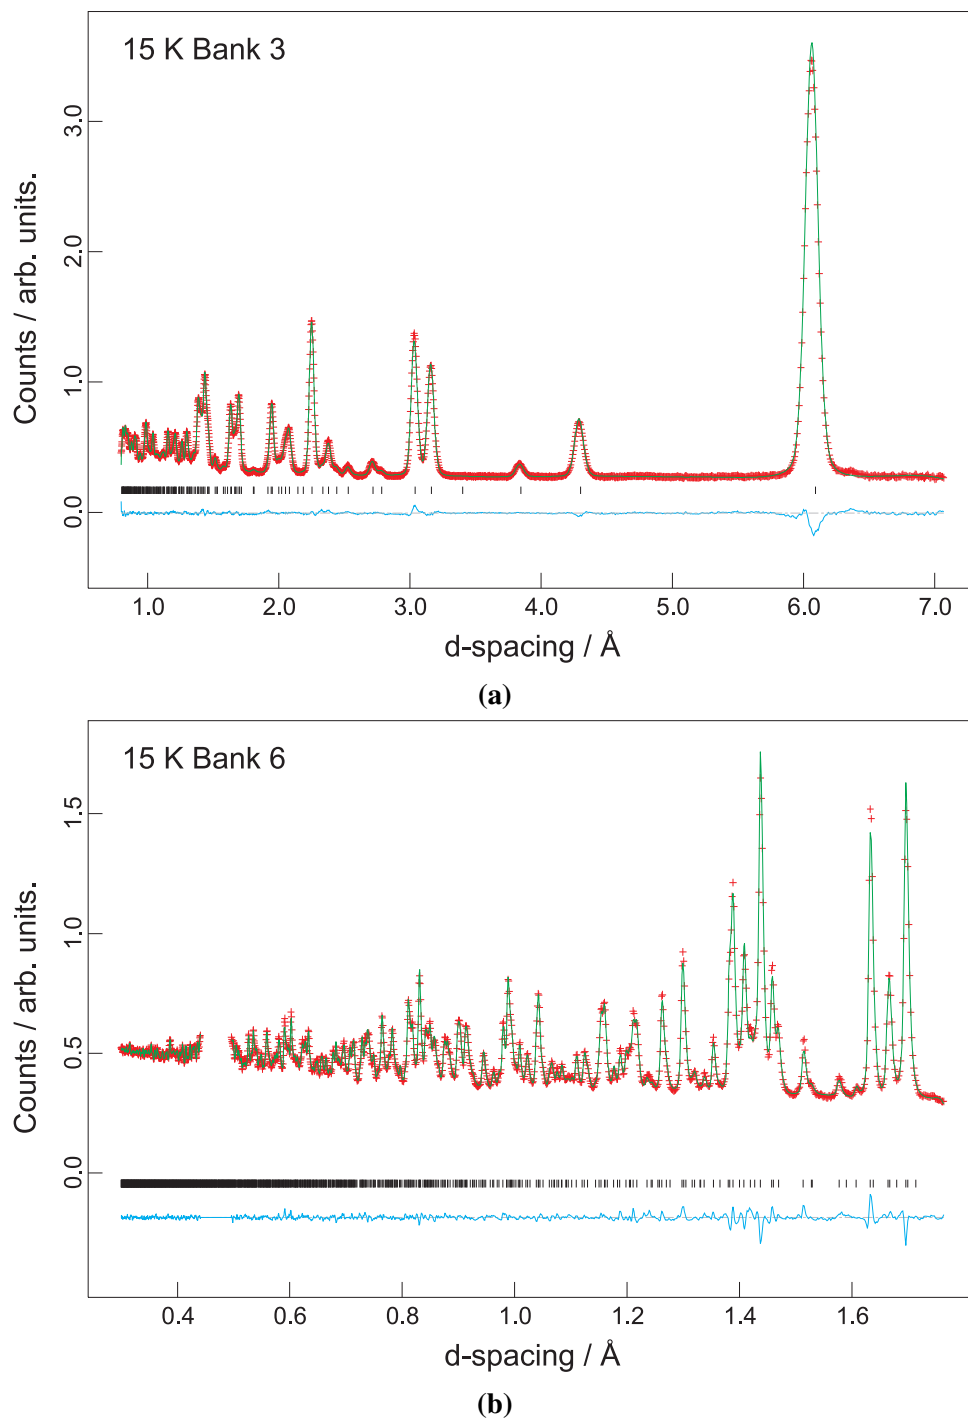 15 K Bank 3
Counts / arb. units.
3.0
2.0
1.0
0.0
1.0 2.0 3.0 4.0 5.0 6.0 7.0
d-spacing / Å
(a)
15 K Bank 6
Counts / arb. units.
1.5
1.0
0.5
0.0
0.4 0.6 0.8 1.0 1.2 1.4 1.6
d-spacing / Å
(b)